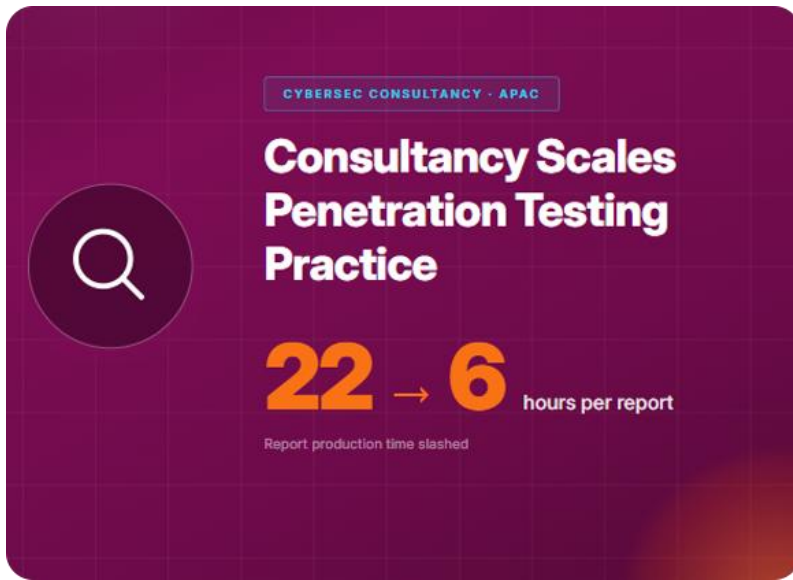 CYBERSEC CONSULTANCY · APAC
Consultancy Scales
Penetration Testing
Practice
22 → 6 hours per report
Report production time slashed